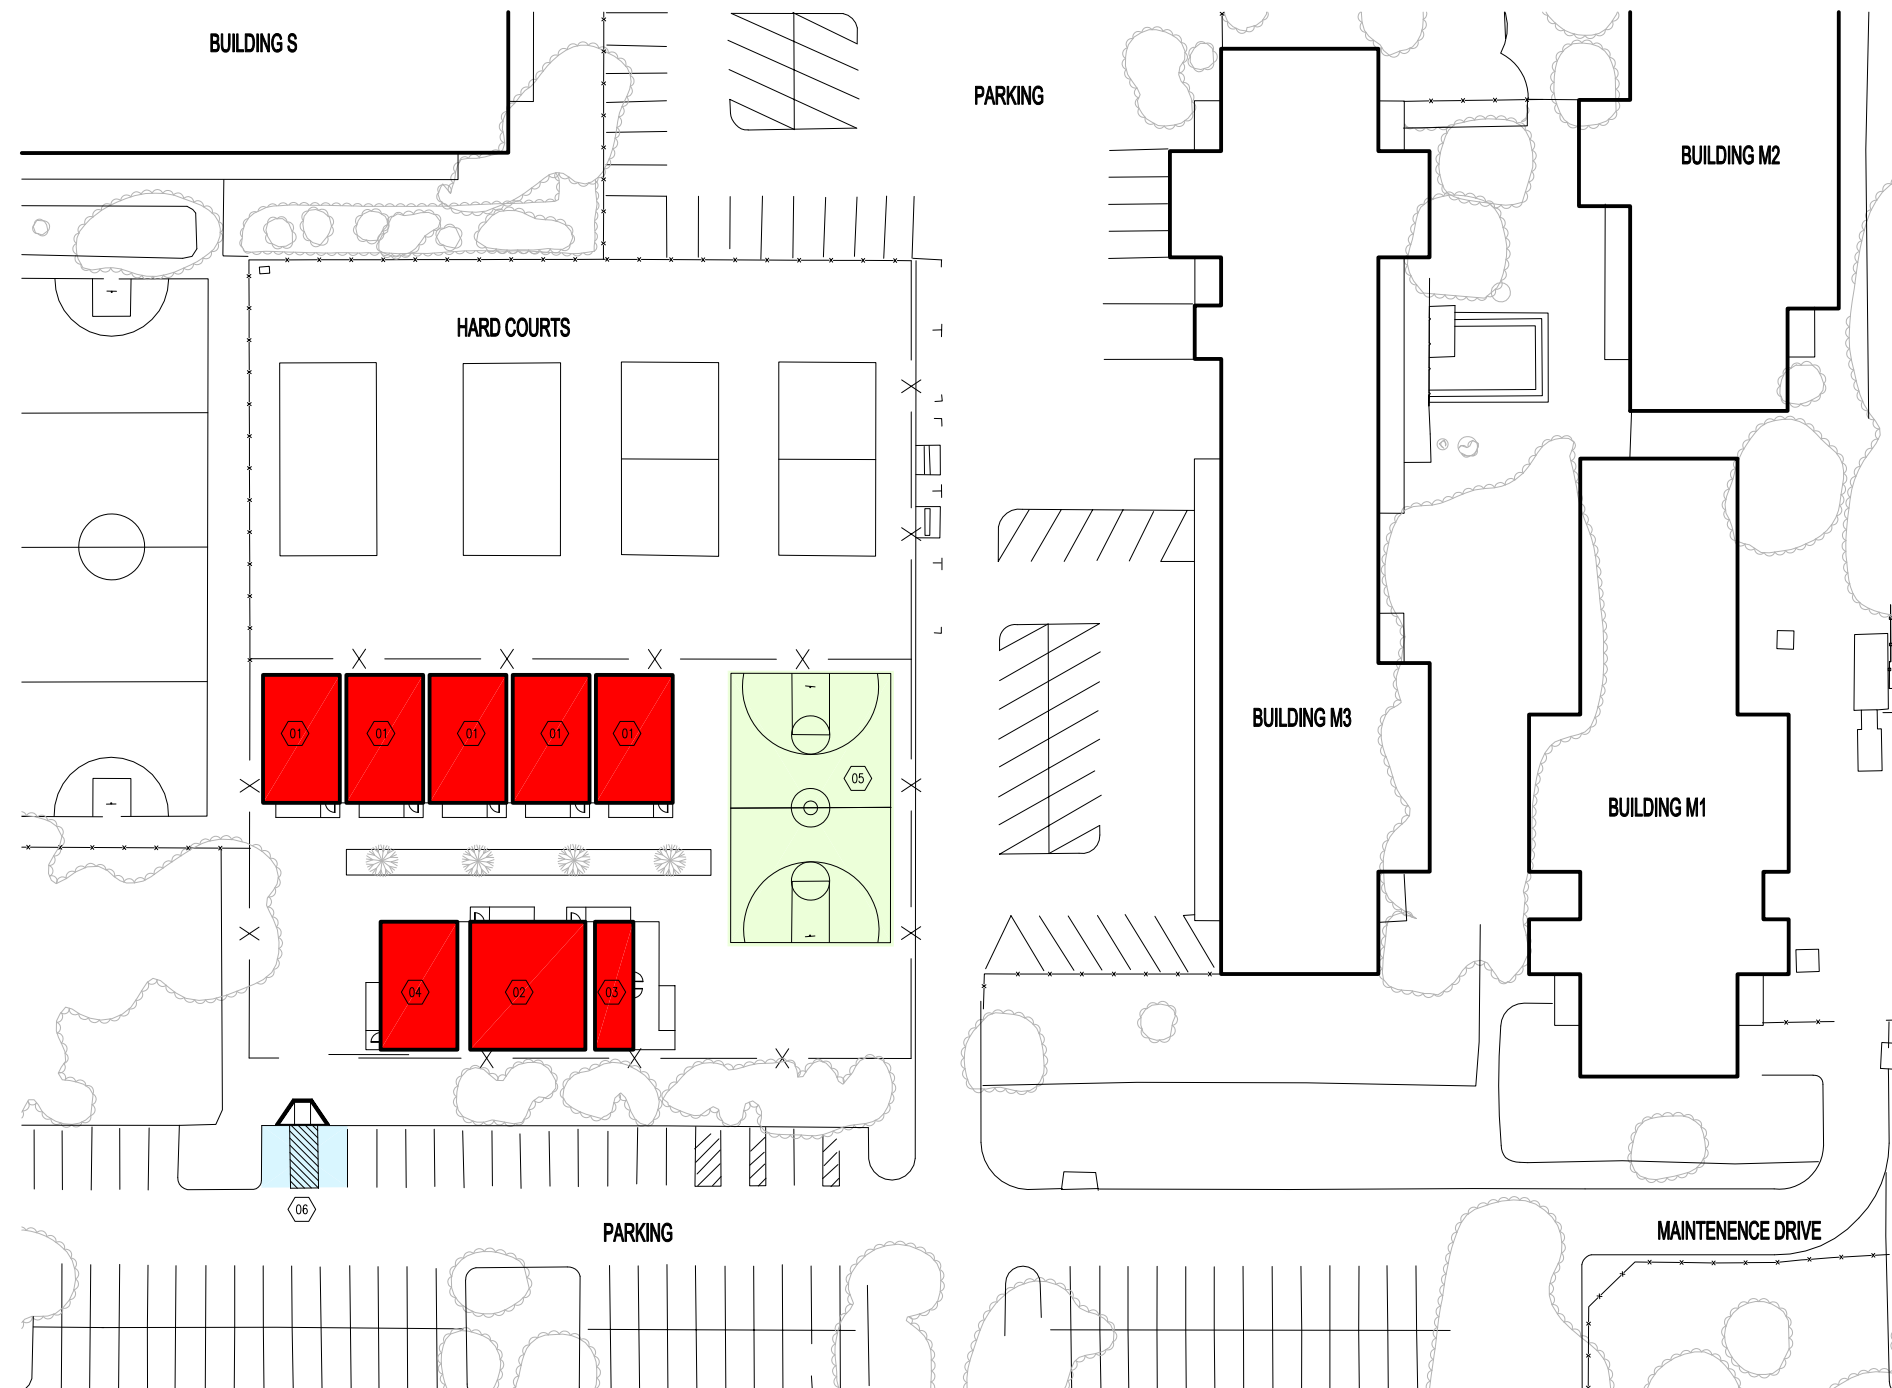 BUILDING S
PARKING
BUILDING M2
HARD COURTS
BUILDING M3
01
01
01
01
01
05
BUILDING M1
04
02
03
06
PARKING
MAINTENENCE DRIVE